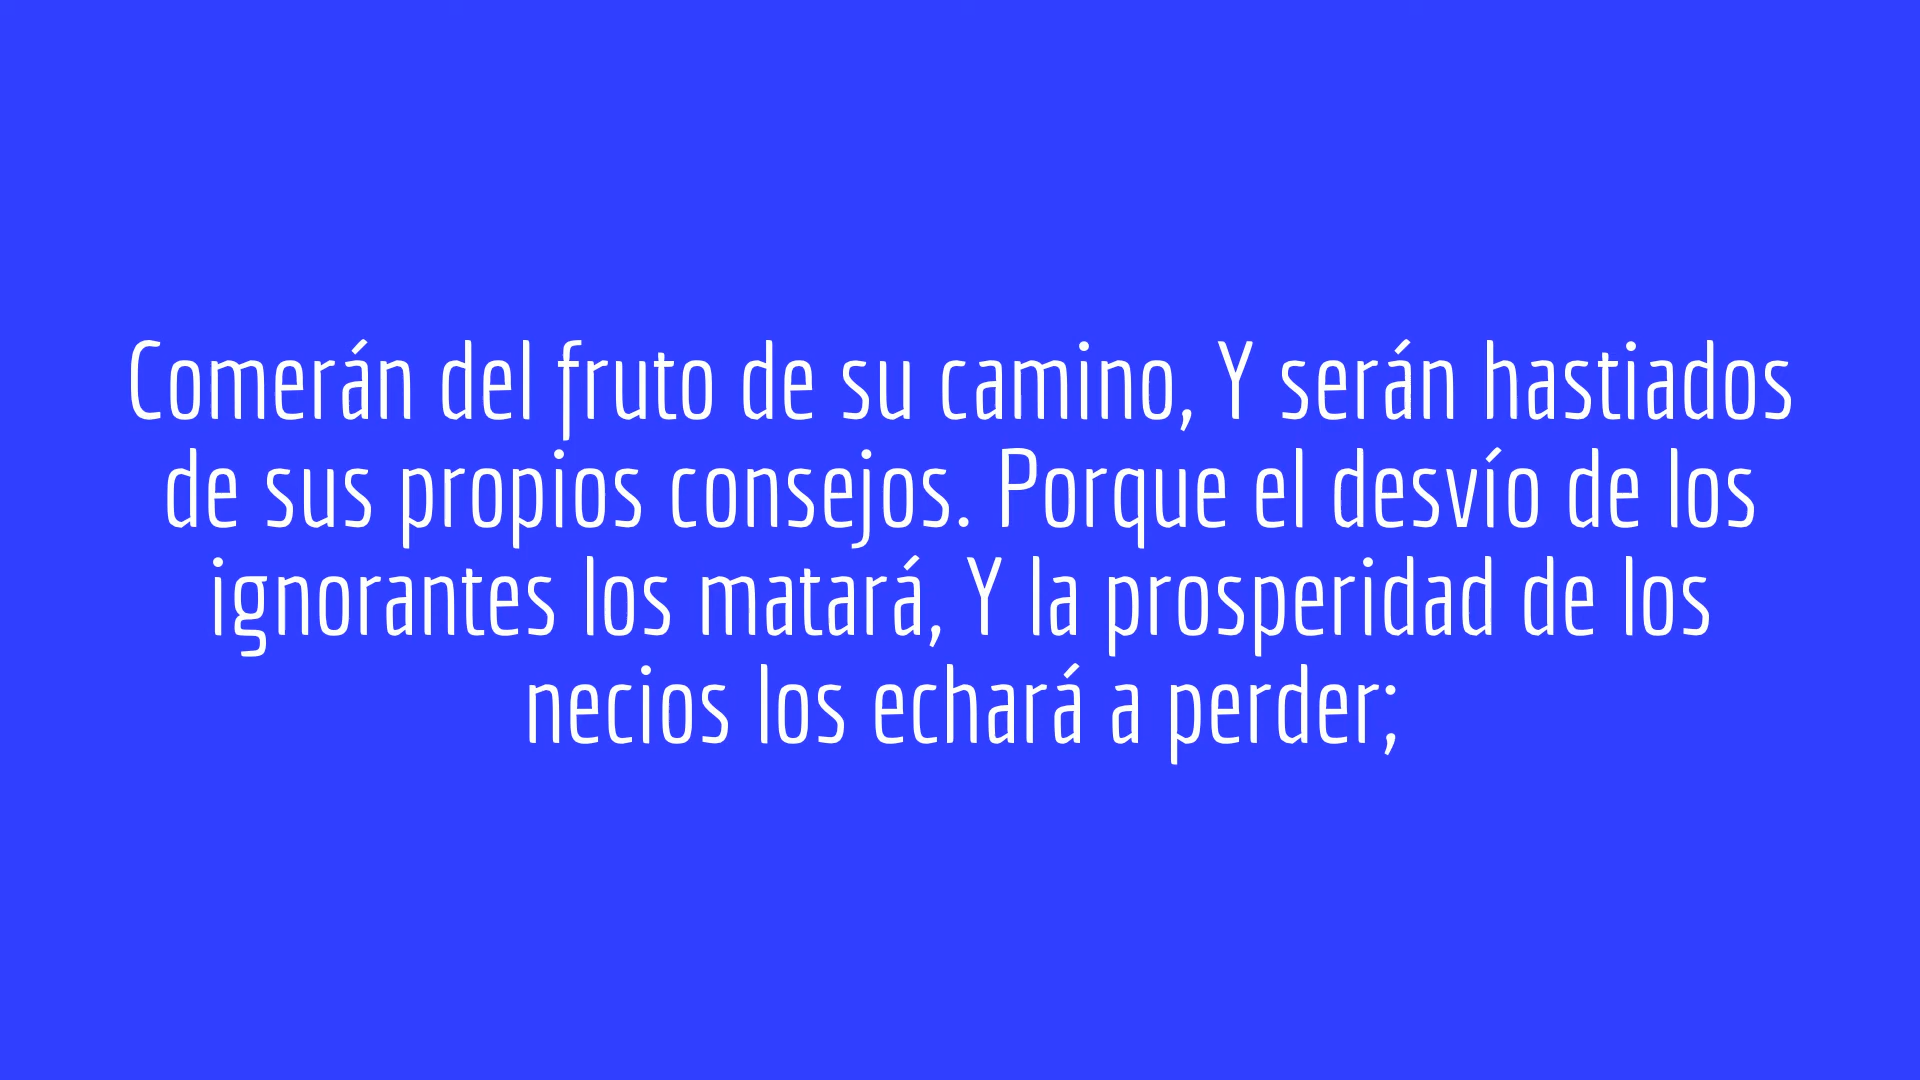 Comerán del fruto de su camino, Y serán hastiados
de sus propios consejos. Porque el desvío de los
ignorantes los matará, Y la prosperidad de los
necios los echará a perder;